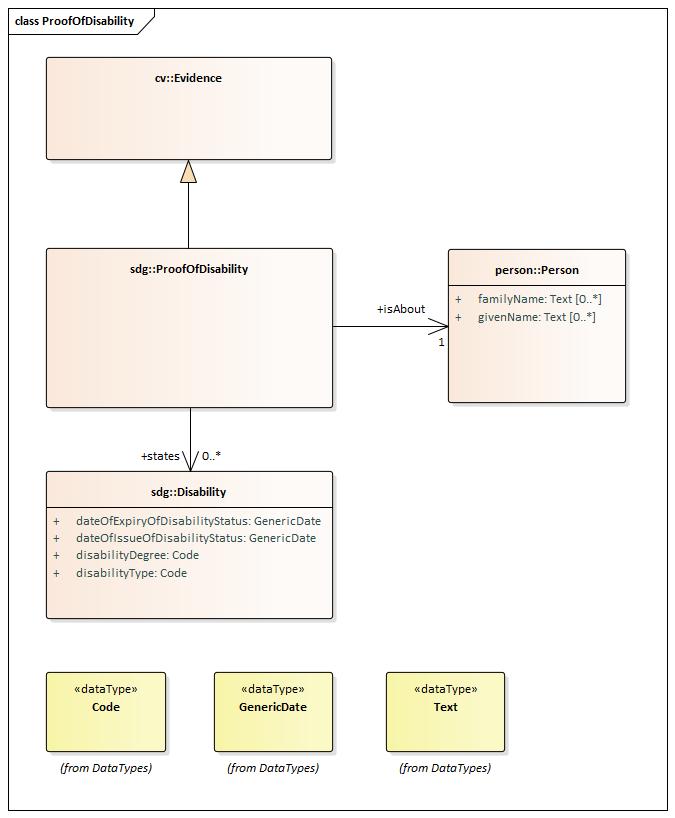 class ProofOfDisability
cv::Evidence
sdg::ProofOfDisability
+isAbout
1
person::Person
+ familyName: Text [0..*]
+ givenName: Text [0..*]
+states 0..*
sdg::Disability
+ dateOfExpiryOfDisabilityStatus: GenericDate
+ dateOfIssueOfDisabilityStatus: GenericDate
+ disabilityDegree: Code
+ disabilityType: Code
«dataType»
Code
(from DataTypes)
«dataType»
GenericDate
(from DataTypes)
«dataType»
Text
(from DataTypes)